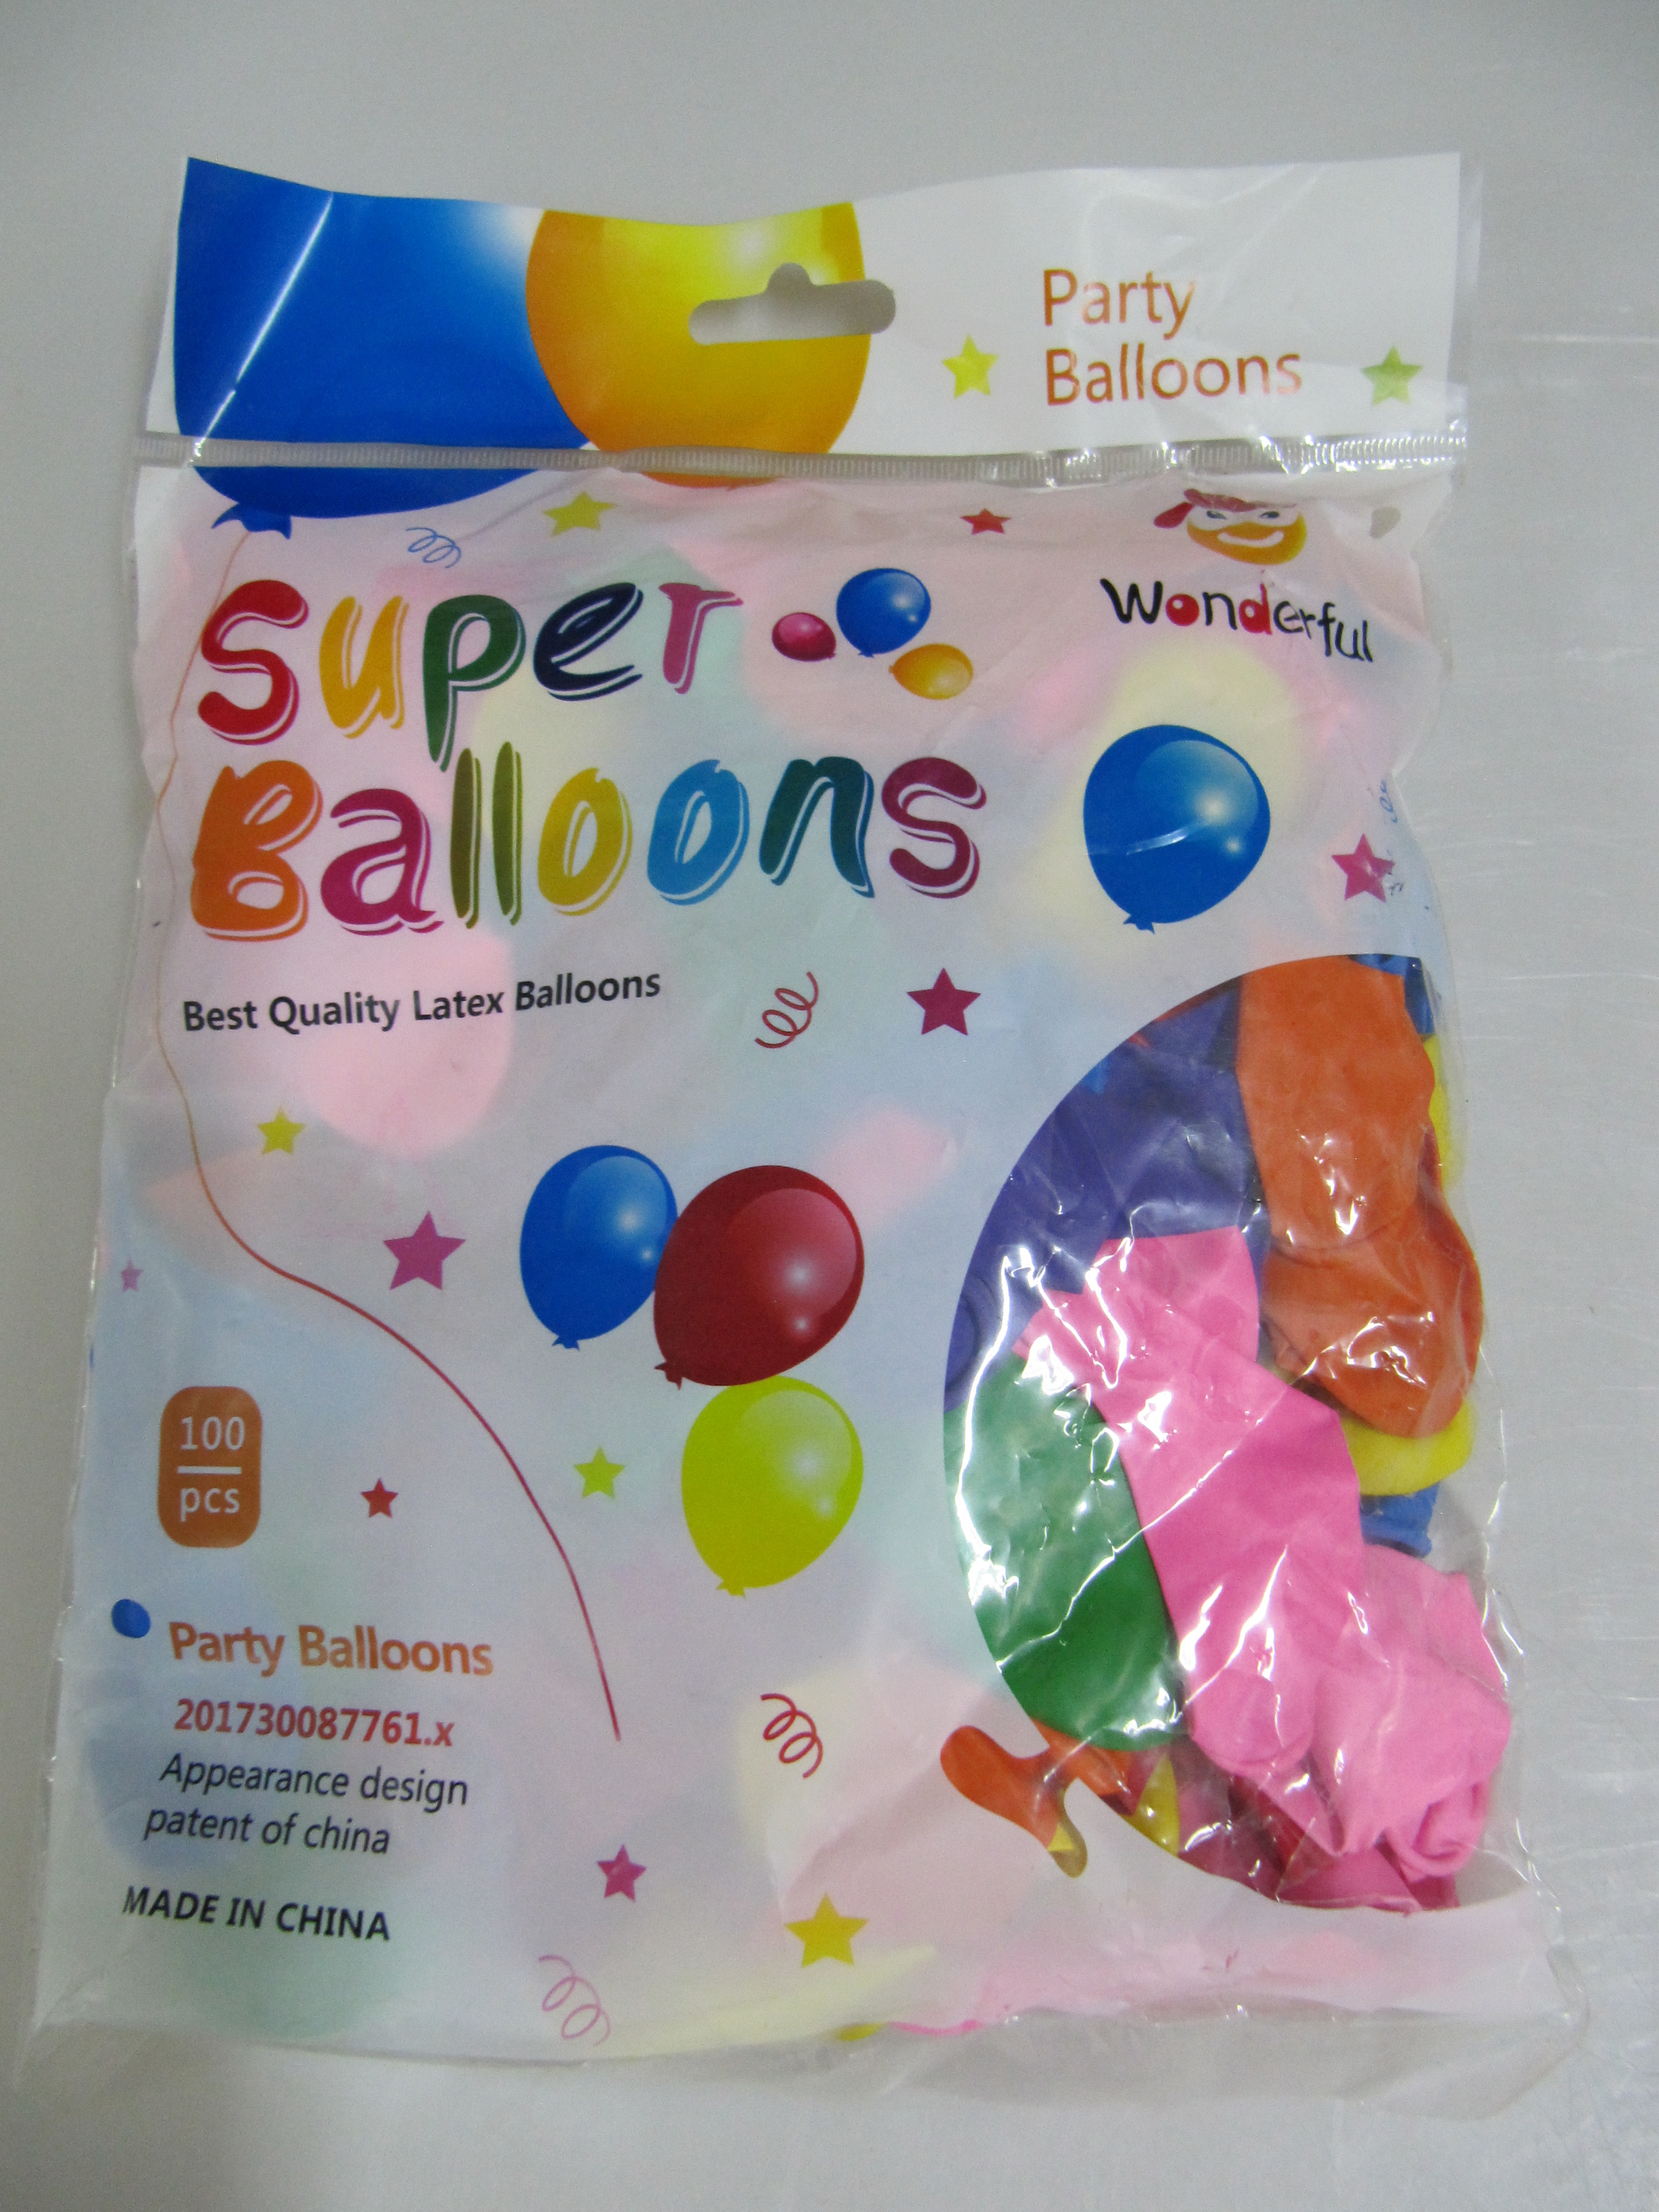 Party
Balloons
Wonderful
Super
Balloons
Best Quality Latex Balloons
100
pcs
Party Balloons
201730087761.x
Appearance design
patent of china
MADE IN CHINA